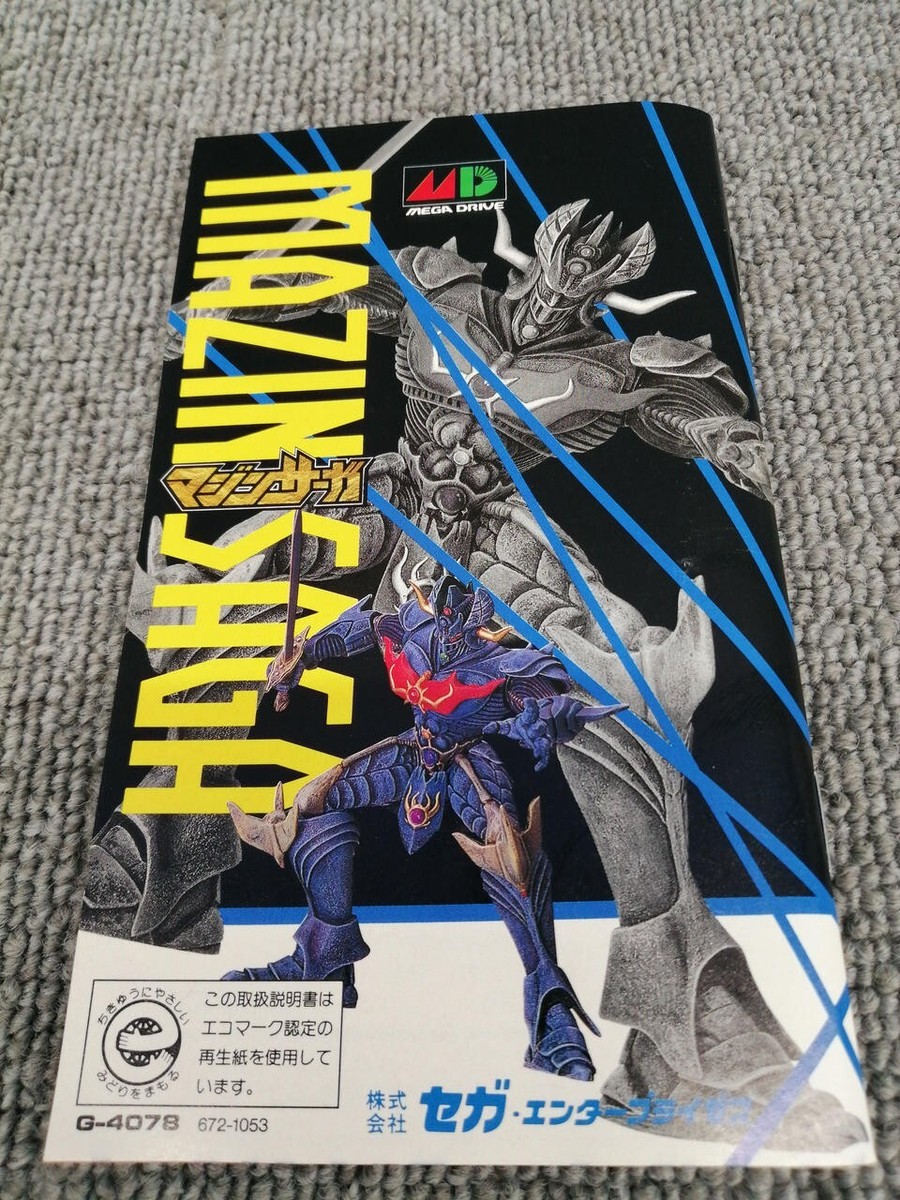 MD
MEGA DRIVE
MAZIN SAGA
マジンサーガ
ちきゅうにやさしい
e
みどりをまもる
この取扱説明書は
エコマーク認定の
再生紙を使用して
います。
G-4078 672-1053
株式会社 セガ・エンタープライゼス